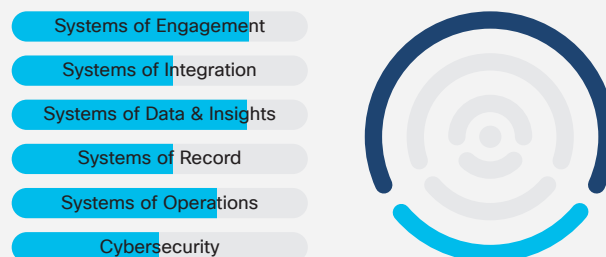 Systems of Engagement
Systems of Integration
Systems of Data & Insights
Systems of Record
Systems of Operations
Cybersecurity